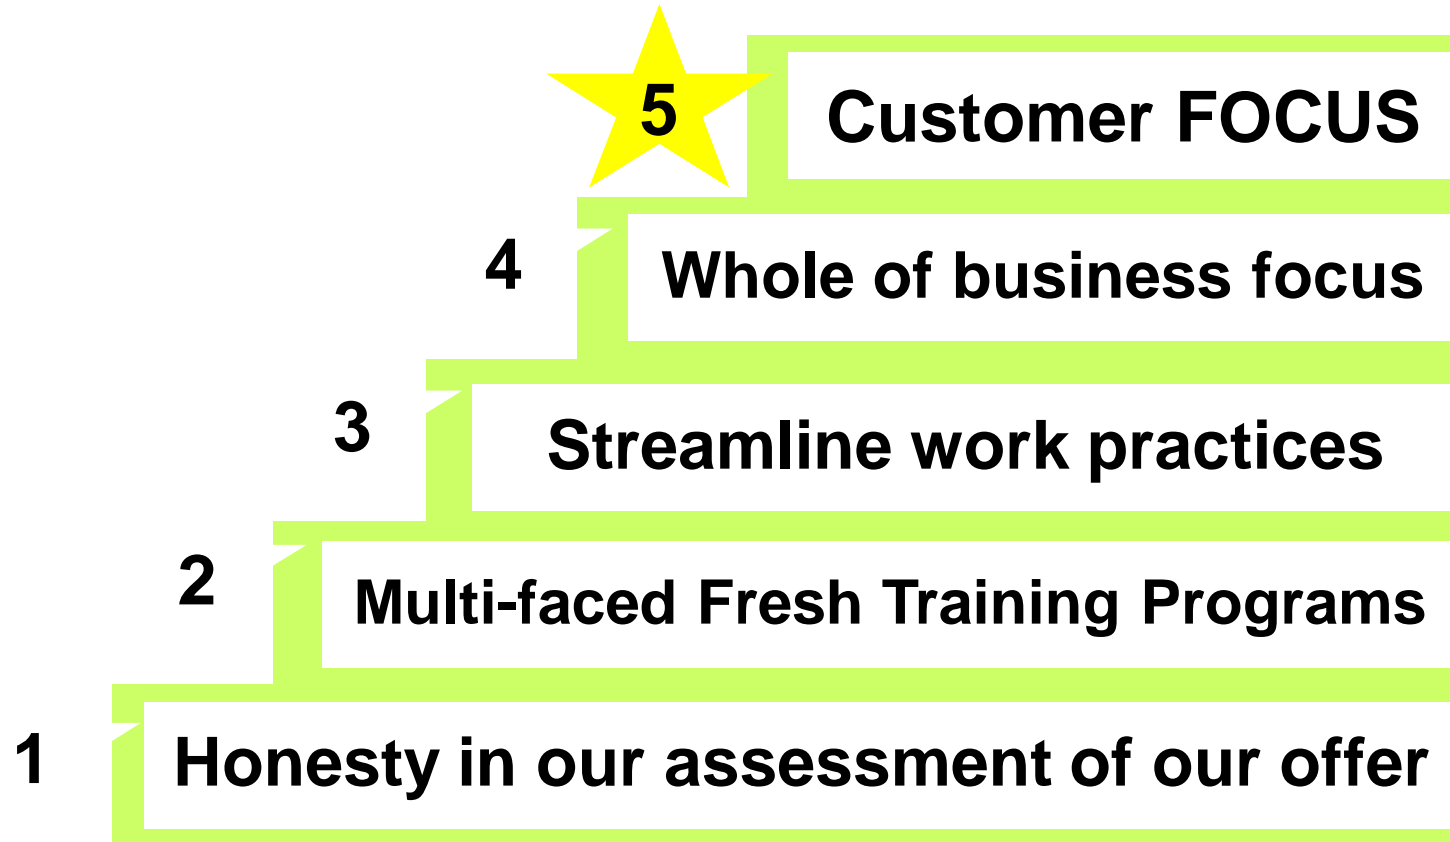 5 Customer FOCUS
4 Whole of business focus
3 Streamline work practices
2 Multi-faced Fresh Training Programs
1 Honesty in our assessment of our offer